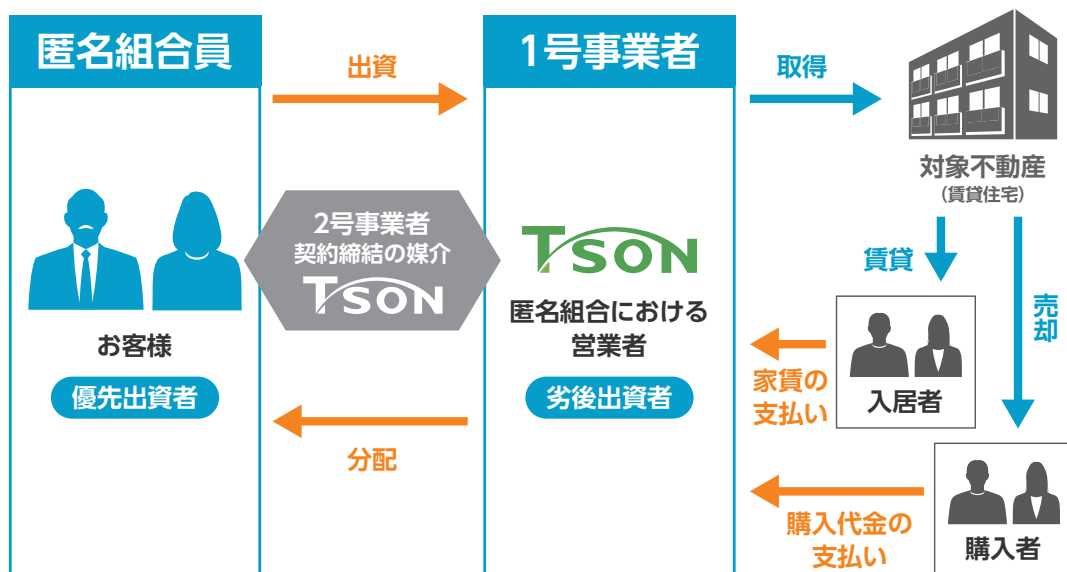 匿名組合員
お客様
優先出資者
出資
2号事業者
契約締結の媒介
TSON
分配
1号事業者
TSON
匿名組合における
営業者
劣後出資者
取得
対象不動産
(賃貸住宅)
賃貸
売却
入居者
家賃の
支払い
購入者
購入代金の
支払い